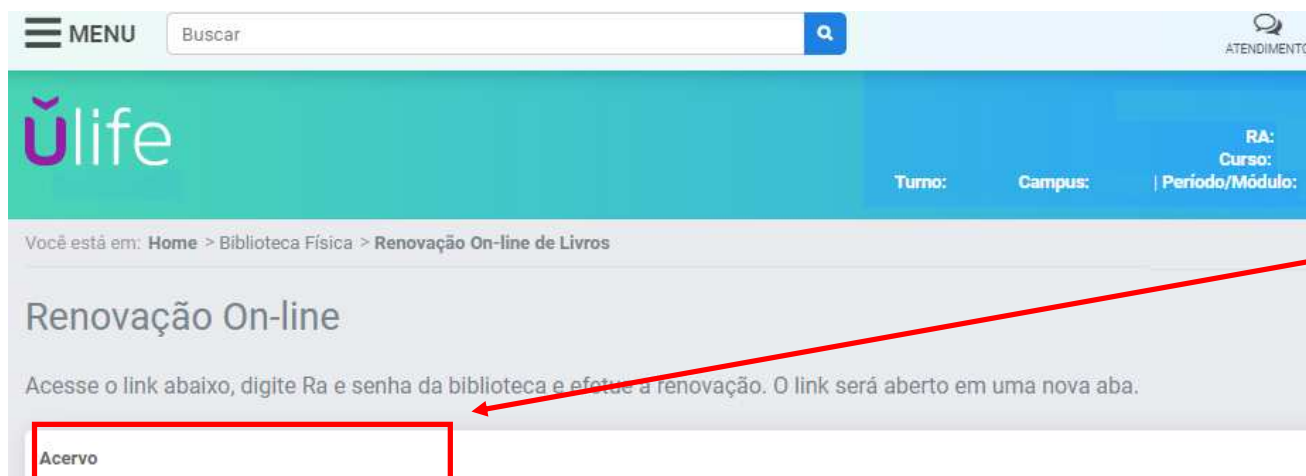 MENU
Buscar
ATENDIMENTO
ŭlife
RA:
Curso:
Turno: Campus: | Período/Módulo:
Você está em: Home > Biblioteca Física > Renovação On-line de Livros
Renovação On-line
Acesse o link abaixo, digite Ra e senha da biblioteca e efetue a renovação. O link será aberto em uma nova aba.
Acervo